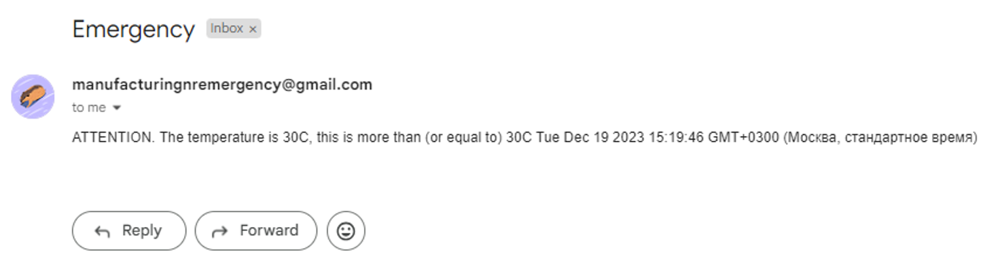 Emergency Inbox ×
manufacturingnremergency@gmail.com
to me
ATTENTION. The temperature is 30C, this is more than (or equal to) 30C Tue Dec 19 2023 15:19:46 GMT+0300 (Москва, стандартное время)
Reply Forward